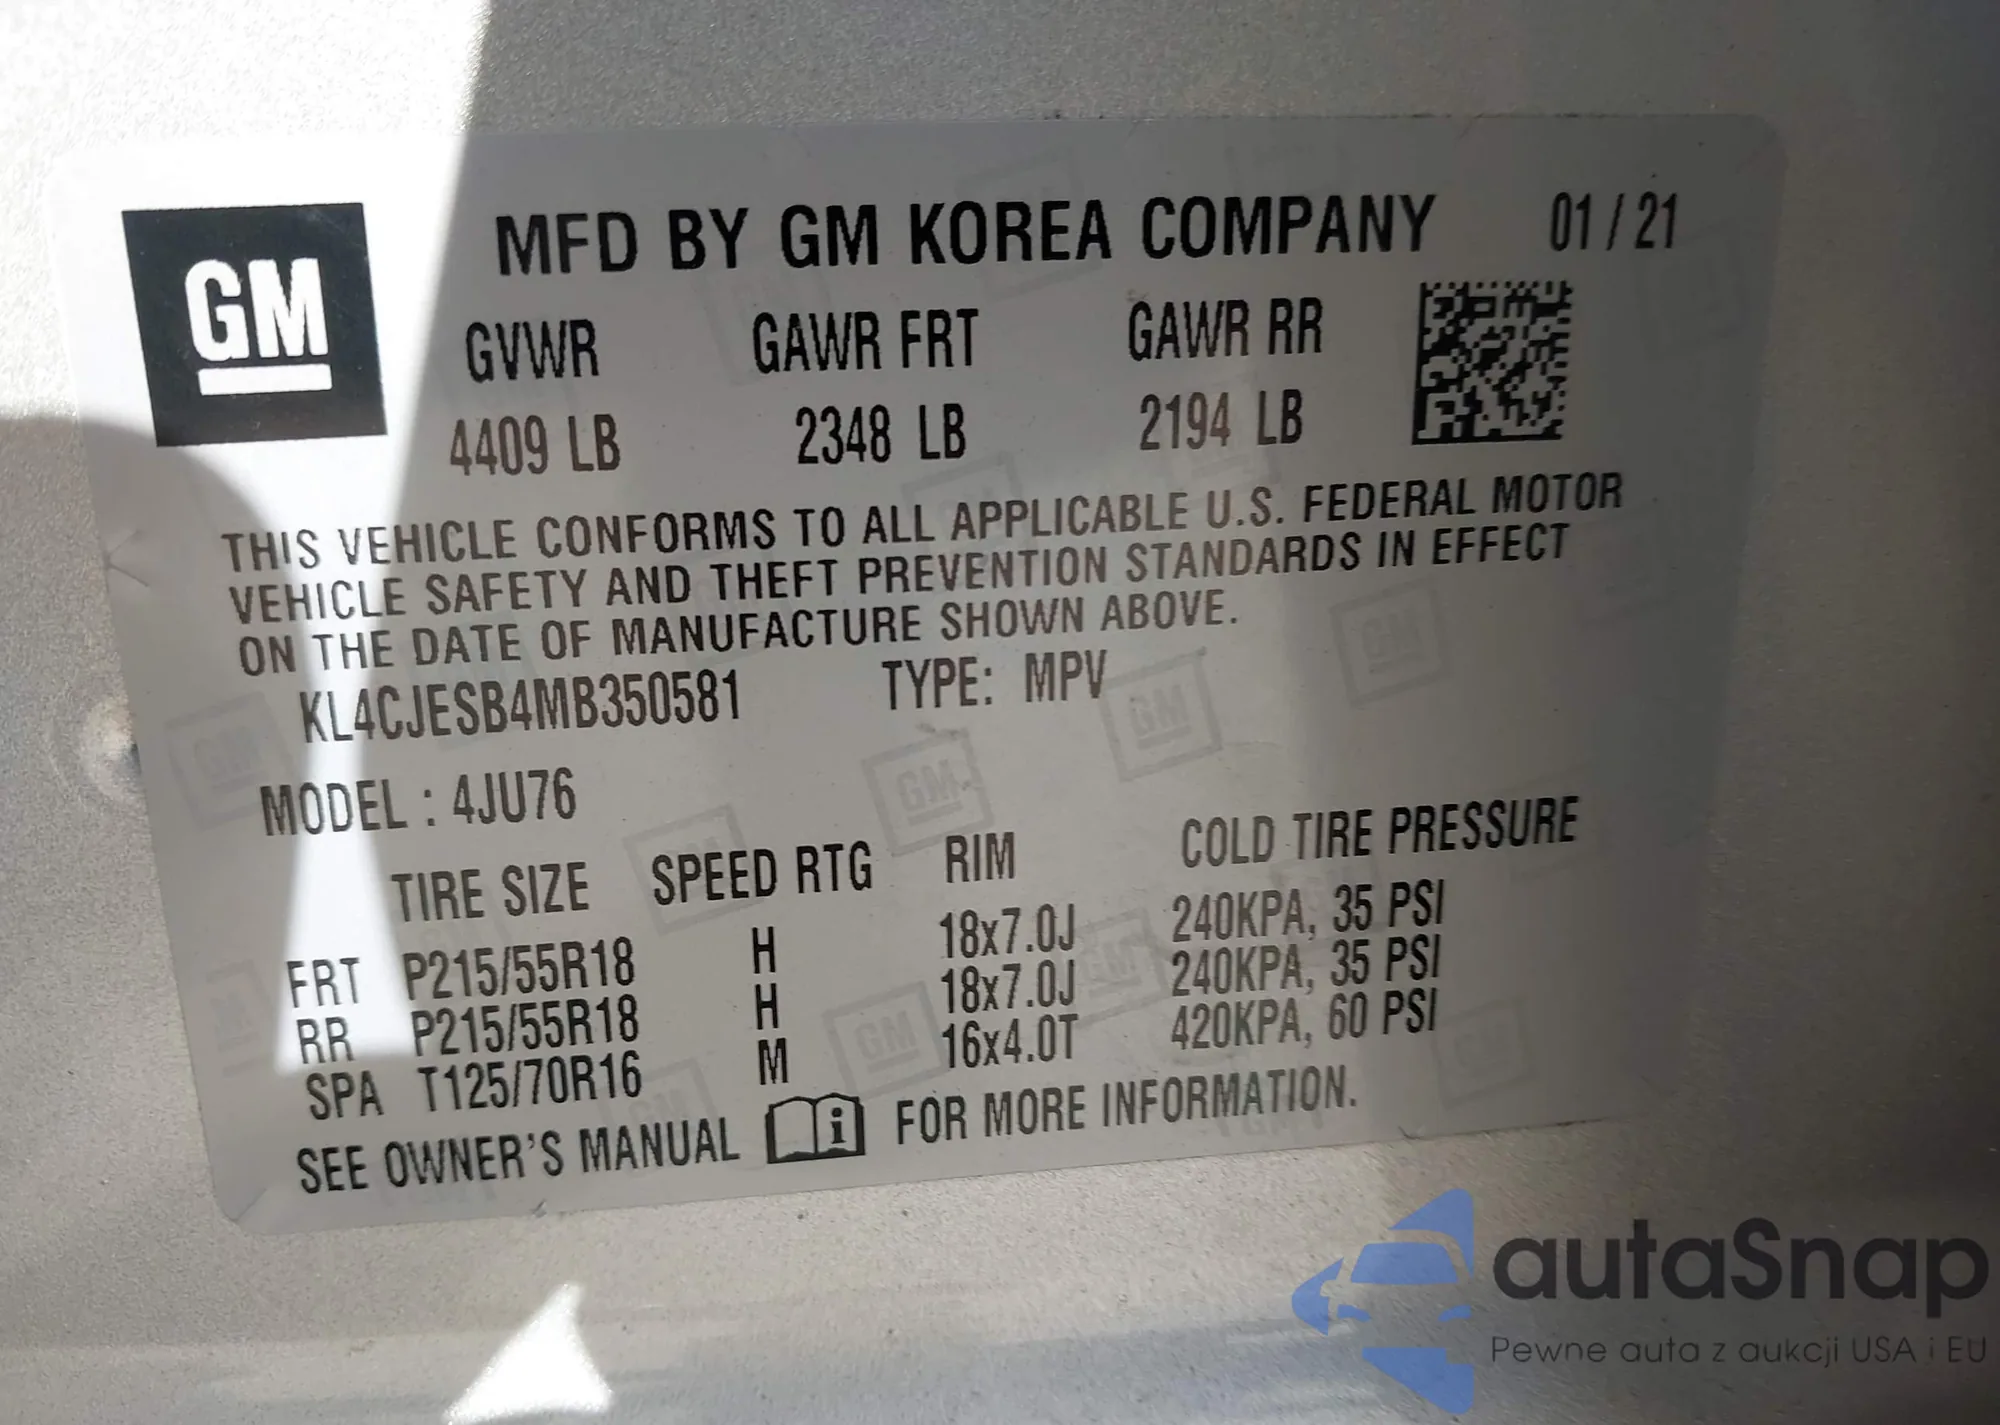 GM
MFD BY GM KOREA COMPANY 01 / 21
GVWR GAWR FRT GAWR RR
4409 LB 2348 LB 2194 LB
THIS VEHICLE CONFORMS TO ALL APPLICABLE U.S. FEDERAL MOTOR
VEHICLE SAFETY AND THEFT PREVENTION STANDARDS IN EFFECT
ON THE DATE OF MANUFACTURE SHOWN ABOVE.
KL4CJESB4MB350581 TYPE: MPV
MODEL : 4JU76
TIRE SIZE SPEED RTG RIM COLD TIRE PRESSURE
FRT P215/55R18 H 18x7.0J 240KPA, 35 PSI
RR P215/55R18 H 18x7.0J 240KPA, 35 PSI
SPA T125/70R16 M 16x4.0T 420KPA, 60 PSI
SEE OWNER'S MANUAL i FOR MORE INFORMATION.
autaSnap
Pewne auta z aukcji USA i EU